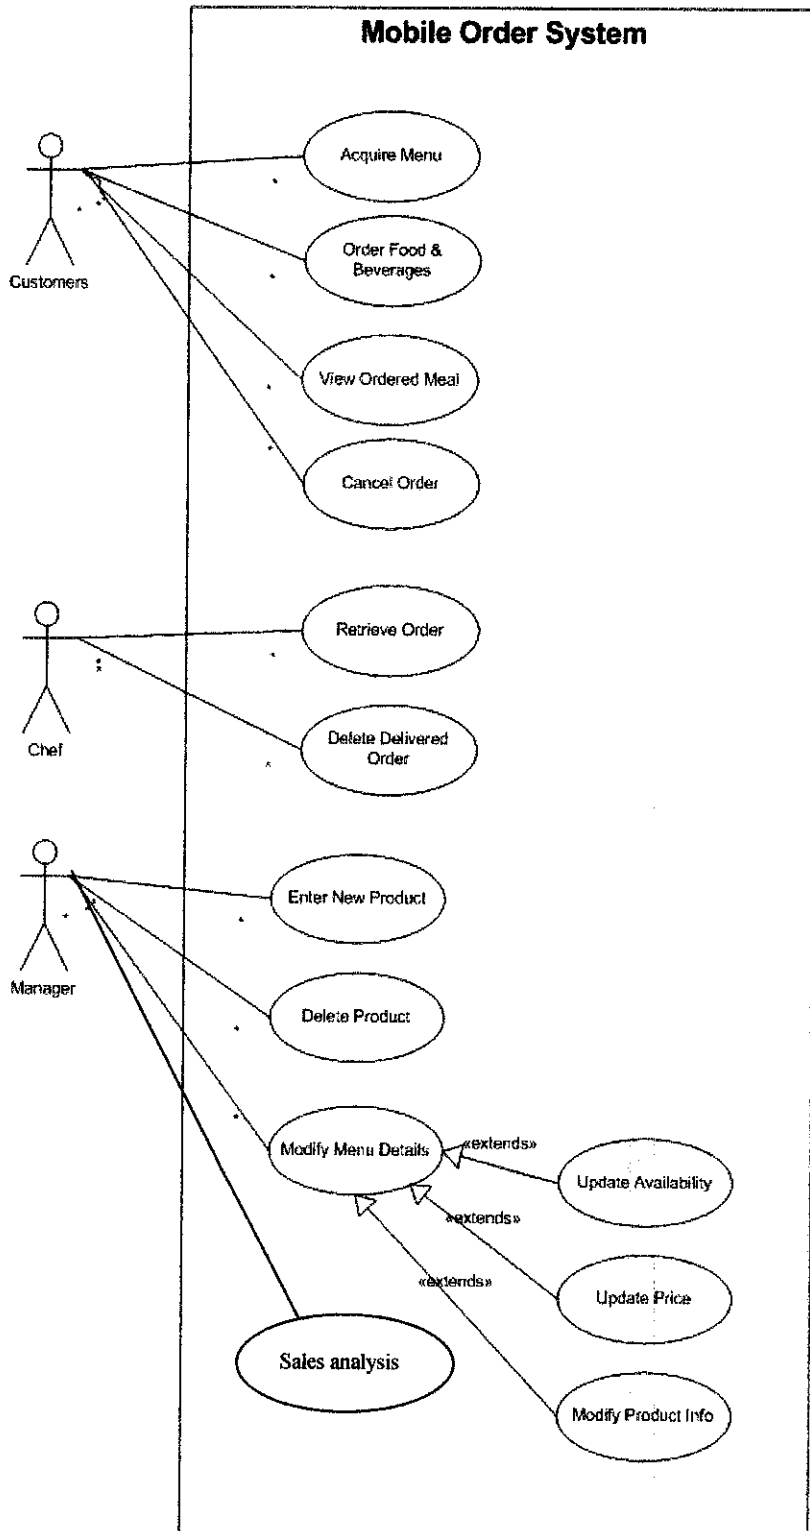 Mobile Order System
Acquire Menu
Order Food &
Beverages
Customers
View Ordered Meal
Cancel Order
Retrieve Order
Chef
Delete Delivered
Order
Enter New Product
Manager
Delete Product
Modify Menu Details
«extends»
Update Availability
«extends»
«extends»
Update Price
Sales analysis
Modify Product Info